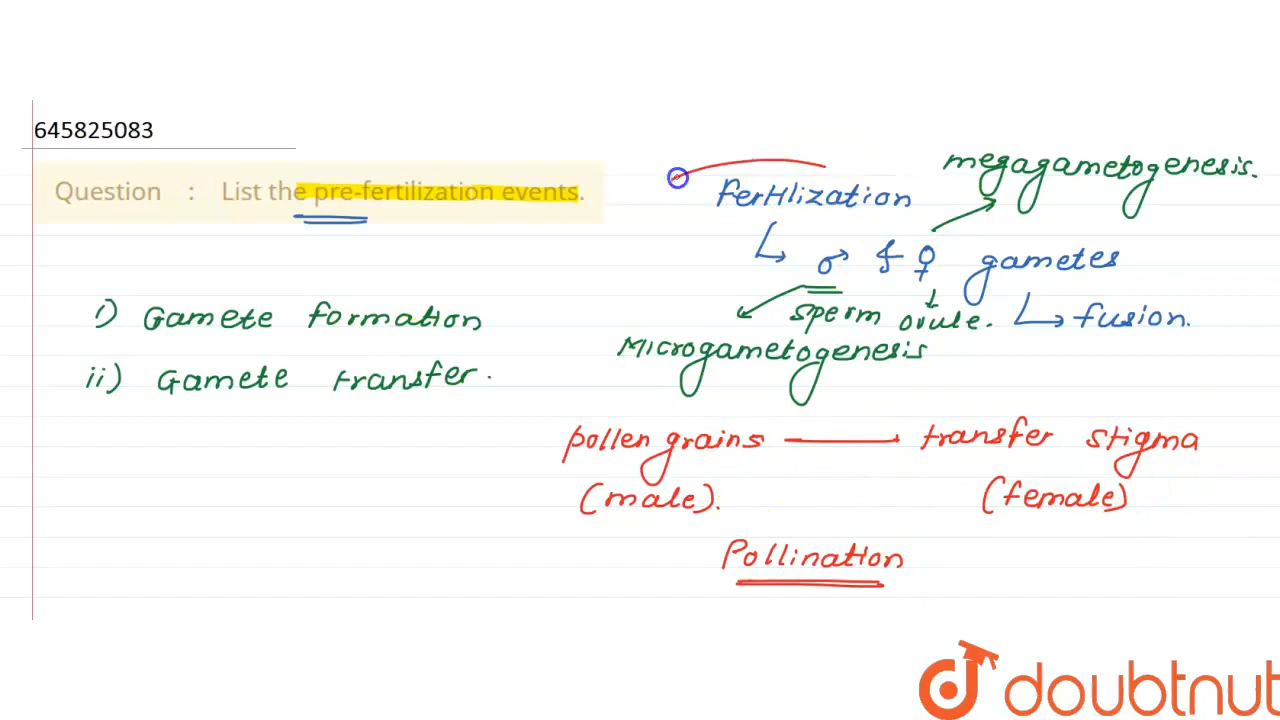 645825083
Question : List the pre-fertilization events.
i) Gamete formation
ii) Gamete transfer.
megagametogenesis.
Fertilization
♂ & ♀ gametes
sperm ovule. fusion.
Microgametogenesis
pollen grains — transfer stigma
(male). (female)
Pollination
doubtnut